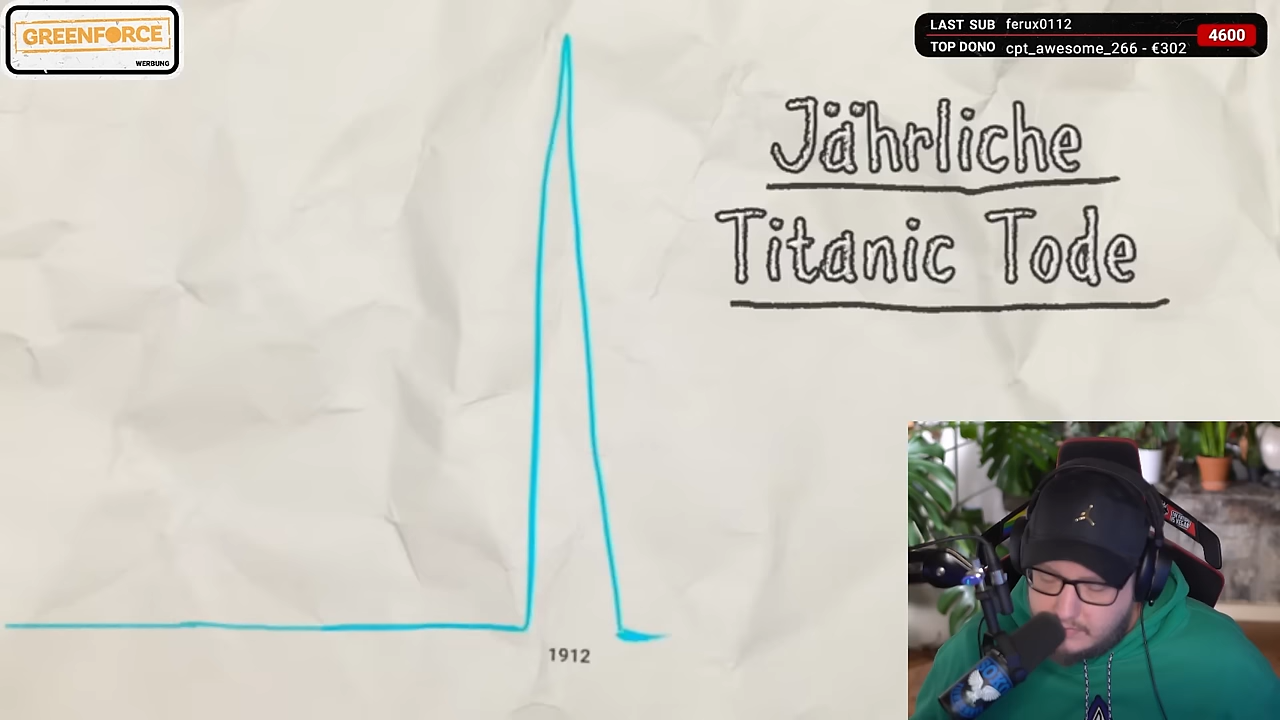 GREENFORCE
WERBUNG
LAST SUB ferux0112
TOP DONO cpt_awesome_266 - €302
4600
Jährliche
Titanic Tode
1912